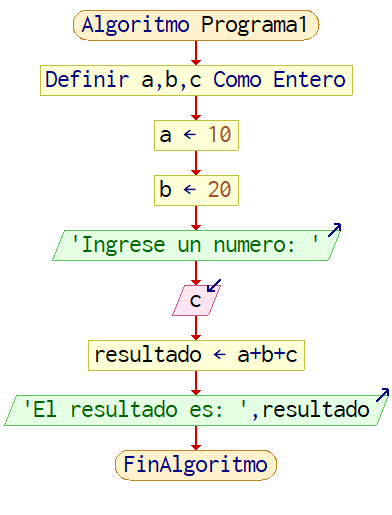 Algoritmo Programa1
Definir a,b,c Como Entero
a ← 10
b ← 20
'Ingrese un numero: '
c
resultado ← a+b+c
'El resultado es: ',resultado
FinAlgoritmo